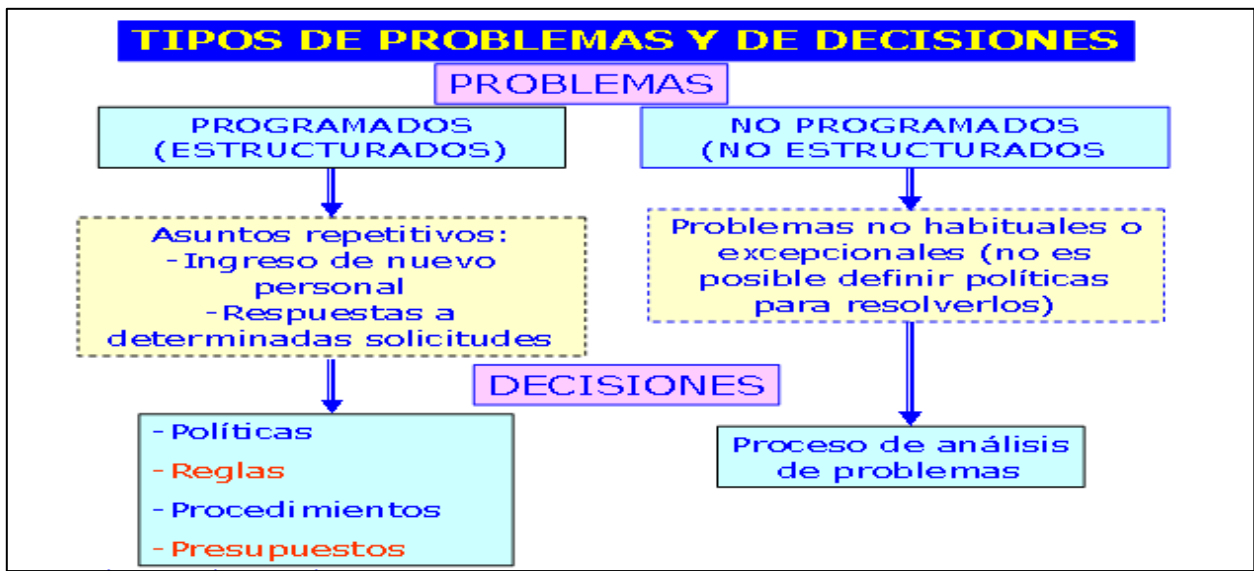 TIPOS DE PROBLEMAS Y DE DECISIONES
PROBLEMAS
PROGRAMADOS
(ESTRUCTURADOS)
NO PROGRAMADOS
(NO ESTRUCTURADOS
Asuntos repetitivos:
-Ingreso de nuevo
personal
-Respuestas a
determinadas solicitudes
Problemas no habituales o
excepcionales (no es
posible definir políticas
para resolverlos)
DECISIONES
-Políticas
-Reglas
-Procedimientos
-Presupuestos
Proceso de análisis
de problemas